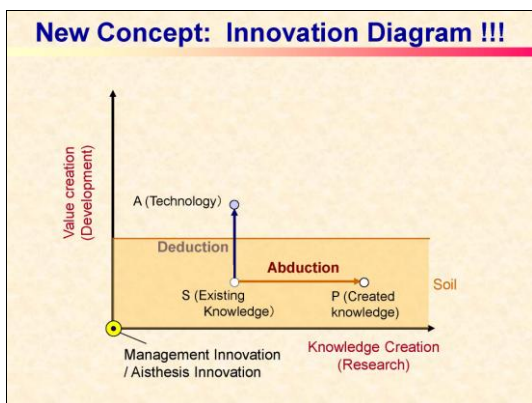 New Concept: Innovation Diagram !!!
Value creation
(Development)
A (Technology)
Deduction
Abduction
S (Existing
Knowledge)
P (Created
knowledge)
Soil
Management Innovation
/ Aisthesis Innovation
Knowledge Creation
(Research)